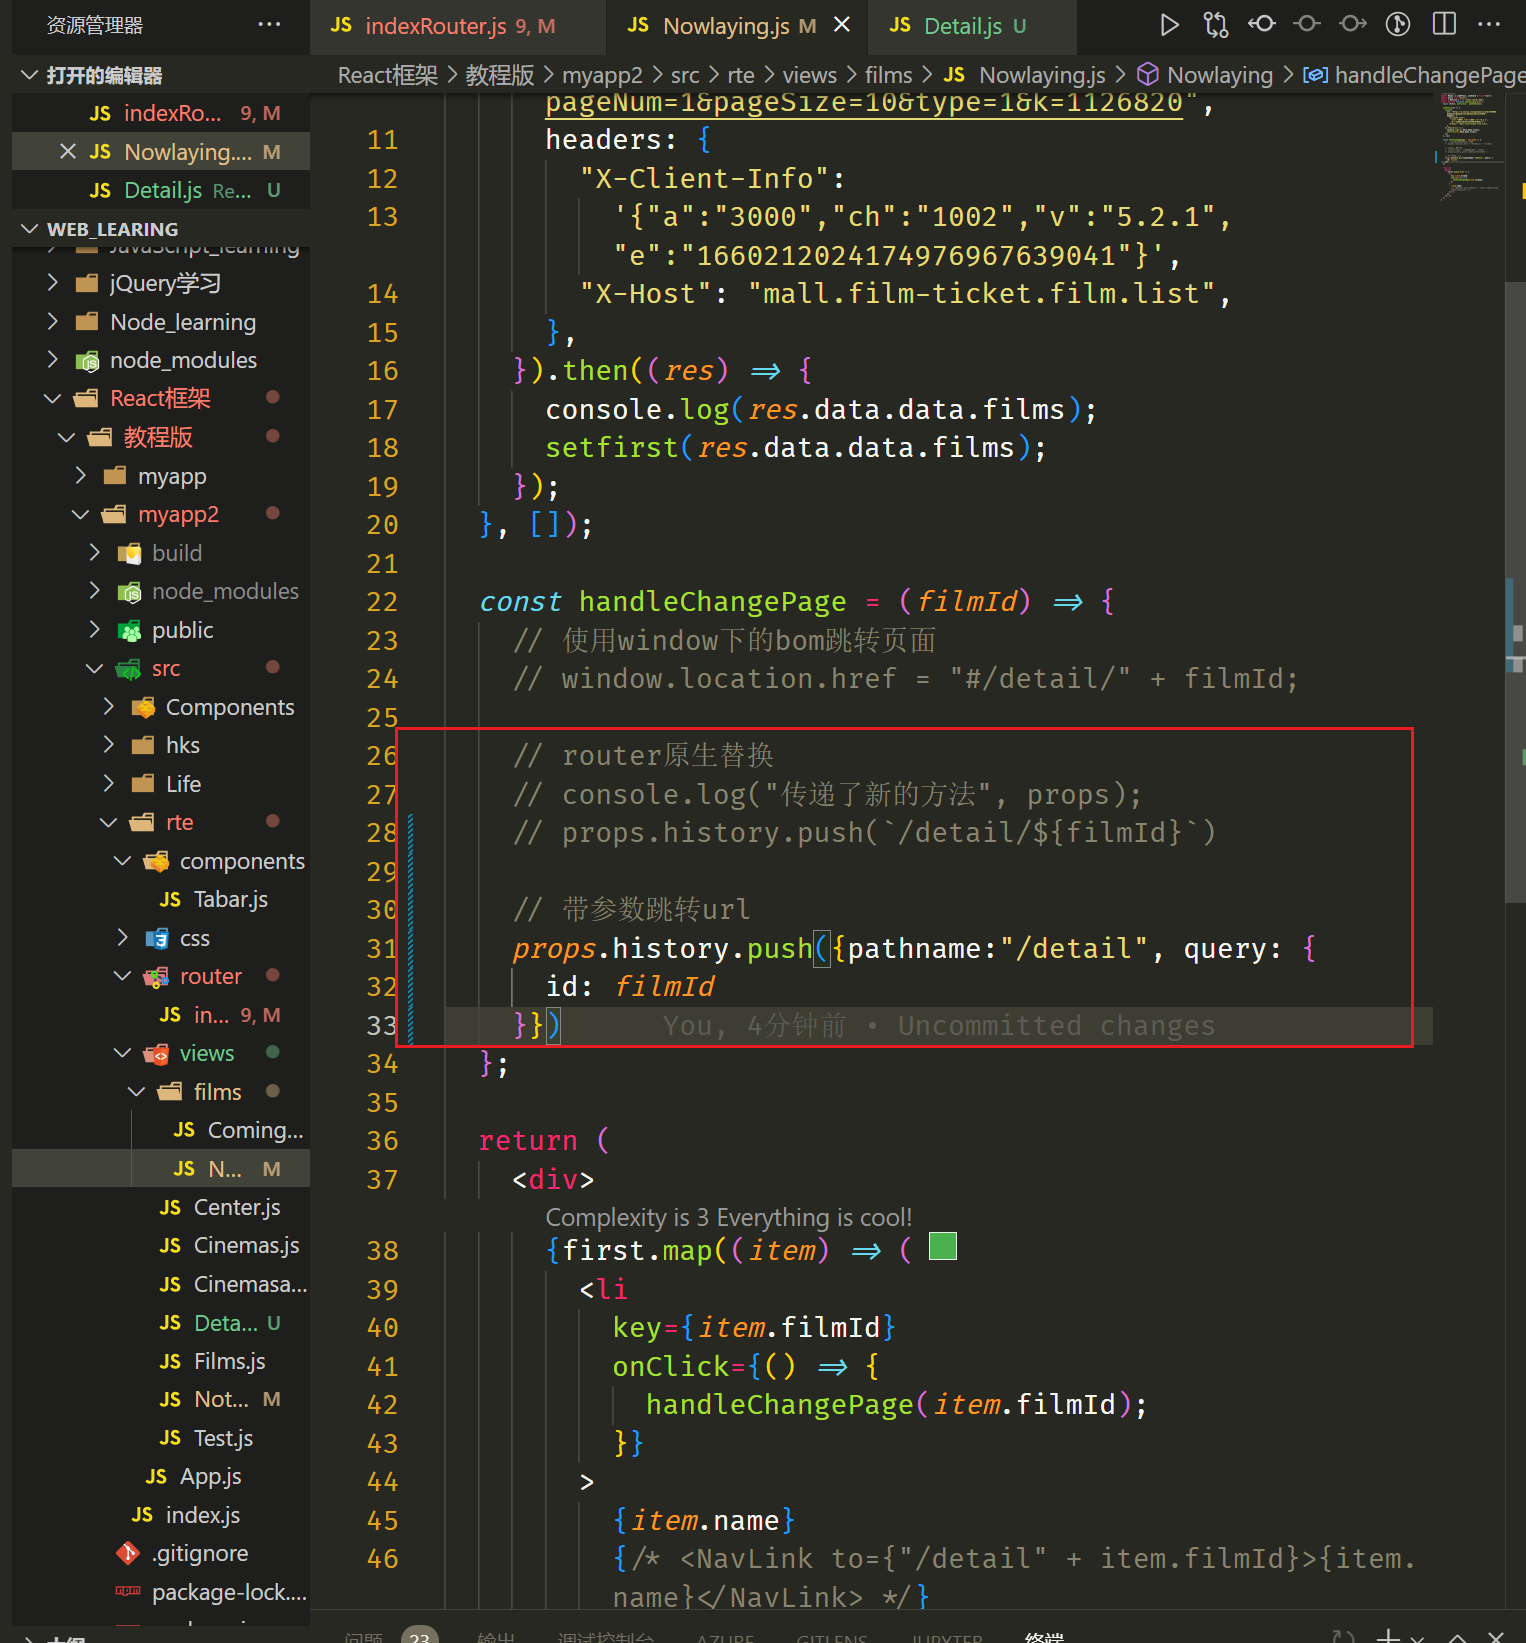 资源管理器 ···
JS indexRouter.js 9, M
JS Nowlaying.js M
JS Detail.js U
打开的编辑器
JS indexRo... 9, M
JS Nowlaying.... M
JS Detail.js Re... U
React框架 > 教程版 > myapp2 > src > rte > views > films > JS Nowlaying.js > Nowlaying > handleChangePage
WEB_LEARING
JavaScript_learning
jQuery学习
Node_learning
node_modules
React框架
教程版
myapp
myapp2
build
node_modules
public
src
Components
hks
Life
rte
components
JS Tabar.js
css
router
JS in... 9, M
views
films
JS Coming...
JS N... M
JS Center.js
JS Cinemas.js
JS Cinemasa...
JS Deta... U
JS Films.js
JS Not... M
JS Test.js
JS App.js
JS index.js
.gitignore
package-lock....
pageNum=1&pageSize=10&type=1&k=1126820",
11 headers: {
12 "X-Client-Info":
13 '{"a":"3000","ch":"1002","v":"5.2.1",
"e":"1660212024174976967639041"}',
14 "X-Host": "mall.film-ticket.film.list",
15 },
16 }).then((res) => {
17 console.log(res.data.data.films);
18 setfirst(res.data.data.films);
19 });
20 }, []);
21
22 const handleChangePage = (filmId) => {
23 // 使用window下的bom跳转页面
24 // window.location.href = "#/detail/" + filmId;
25
26 // router原生替换
27 // console.log("传递了新的方法", props);
28 // props.history.push(`/detail/${filmId}`)
29
30 // 带参数跳转url
31 props.history.push({pathname:"/detail", query: {
32 id: filmId
33 }}) You, 4分钟前 • Uncommitted changes
34 };
35
36 return (
37 <div>
Complexity is 3 Everything is cool!
38 {first.map((item) => (
39 <li
40 key={item.filmId}
41 onClick={() => {
42 handleChangePage(item.filmId);
43 }}
44 >
45 {item.name}
46 {/* <NavLink to={"/detail" + item.filmId}>{item.
name}</NavLink> */}
问题 23 输出 调试控制台 AZURE GITLENS JUPYTER 终端